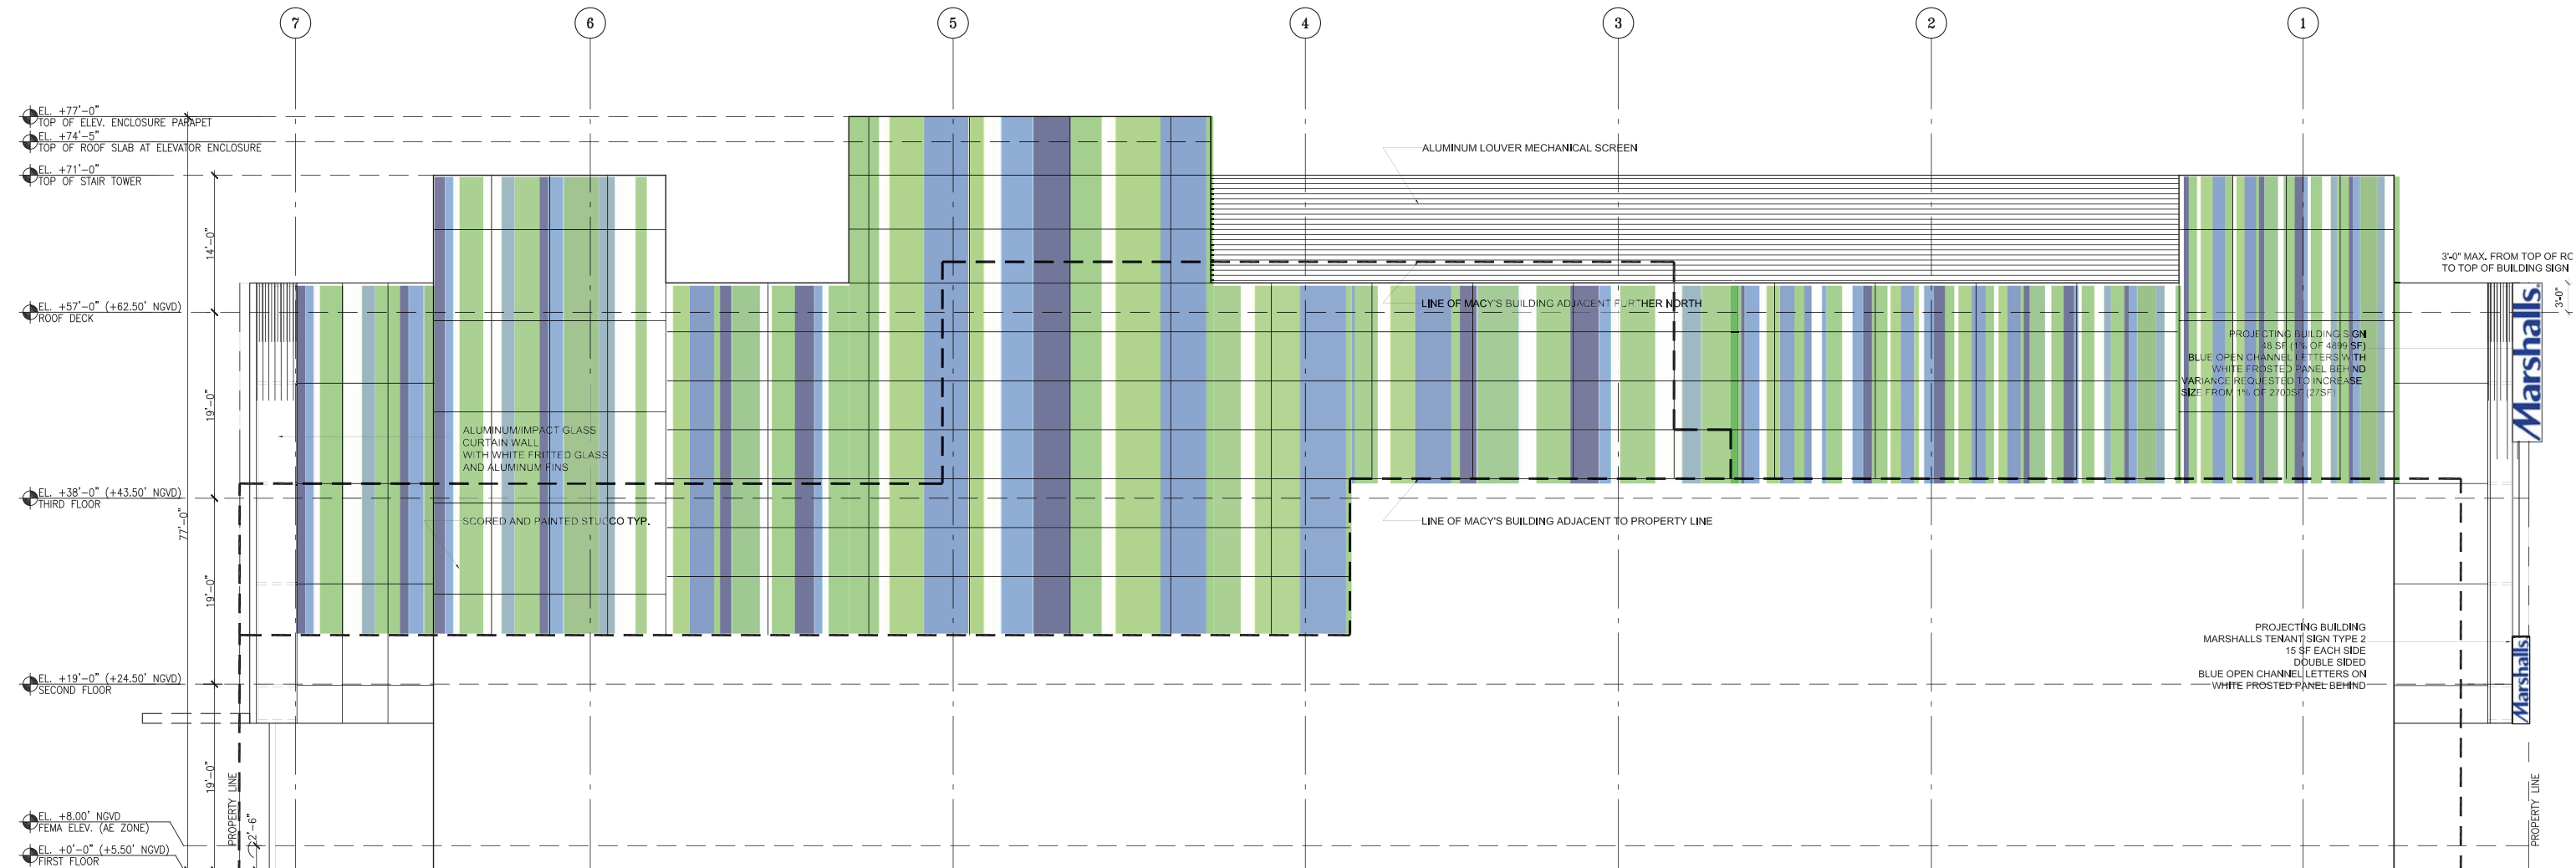 7
6
5
4
3
2
1
EL. +77'-0"
TOP OF ELEV. ENCLOSURE PARAPET
EL. +74'-5"
TOP OF ROOF SLAB AT ELEVATOR ENCLOSURE
EL. +71'-0"
TOP OF STAIR TOWER
ALUMINUM LOUVER MECHANICAL SCREEN
14'-0"
3'-0" MAX. FROM TOP OF RO
TO TOP OF BUILDING SIGN
3'-0"
EL. +57'-0" (+62.50' NGVD)
ROOF DECK
LINE OF MACY'S BUILDING ADJACENT FURTHER NORTH
PROJECTING BUILDING SIGN
48 SF (1% OF 4899 SF)
BLUE OPEN CHANNEL LETTERS WITH
WHITE FROSTED PANEL BEHIND
VARIANCE REQUESTED TO INCREASE
SIZE FROM 1% OF 2700SF (27SF)
Marshalls
19'-0"
ALUMINUM/IMPACT GLASS
CURTAIN WALL
WITH WHITE FRITTED GLASS
AND ALUMINUM FINS
EL. +38'-0" (+43.50' NGVD)
THIRD FLOOR
77'-0"
SCORED AND PAINTED STUCCO TYP.
LINE OF MACY'S BUILDING ADJACENT TO PROPERTY LINE
19'-0"
PROJECTING BUILDING
MARSHALLS TENANT SIGN TYPE 2
15 SF EACH SIDE
DOUBLE SIDED
BLUE OPEN CHANNEL LETTERS ON
WHITE FROSTED PANEL BEHIND
Marshalls
EL. +19'-0" (+24.50' NGVD)
SECOND FLOOR
19'-0"
PROPERTY LINE
2'-6"
PROPERTY LINE
EL. +8.00' NGVD
FEMA ELEV. (AE ZONE)
EL. +0'-0" (+5.50' NGVD)
FIRST FLOOR